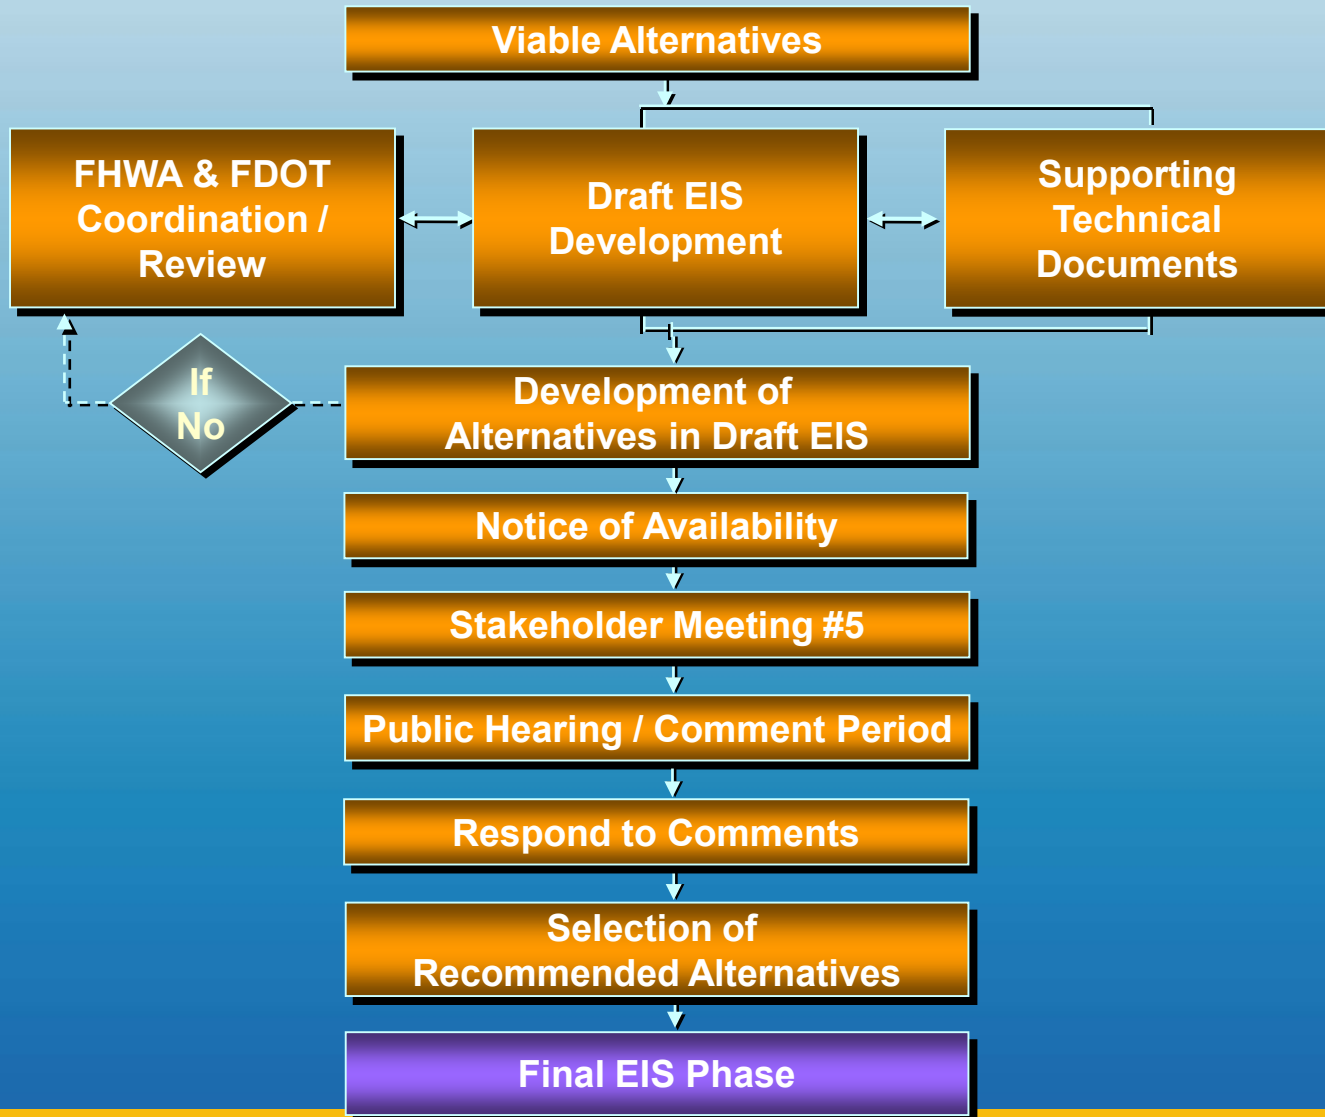 Viable Alternatives
FHWA & FDOT
Coordination /
Review
Draft EIS
Development
Supporting
Technical
Documents
If
No
Development of
Alternatives in Draft EIS
Notice of Availability
Stakeholder Meeting #5
Public Hearing / Comment Period
Respond to Comments
Selection of
Recommended Alternatives
Final EIS Phase